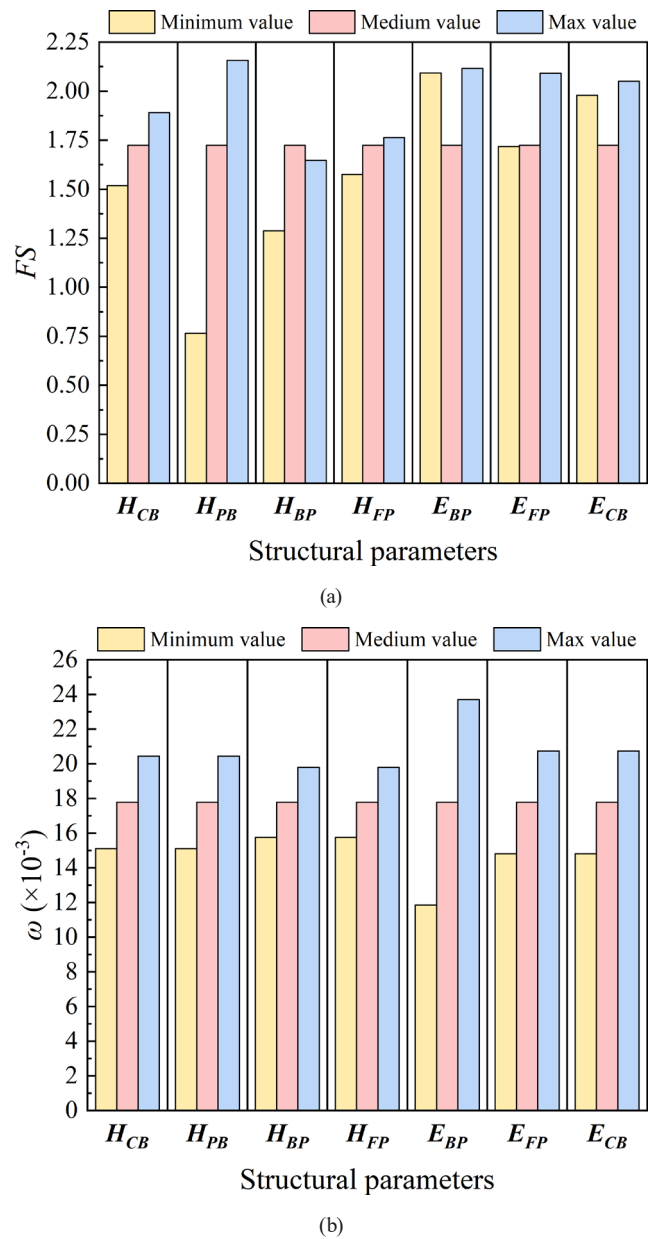 Minimum value Medium value Max value
2.25
2.00
1.75
1.50
1.25
1.00
0.75
0.50
0.25
0.00
FS
H_CB H_PB H_BP H_FP E_BP E_FP E_CB
Structural parameters
(a)
Minimum value Medium value Max value
26
24
22
20
18
16
14
12
10
8
6
4
2
0
ω (×10⁻³)
H_CB H_PB H_BP H_FP E_BP E_FP E_CB
Structural parameters
(b)